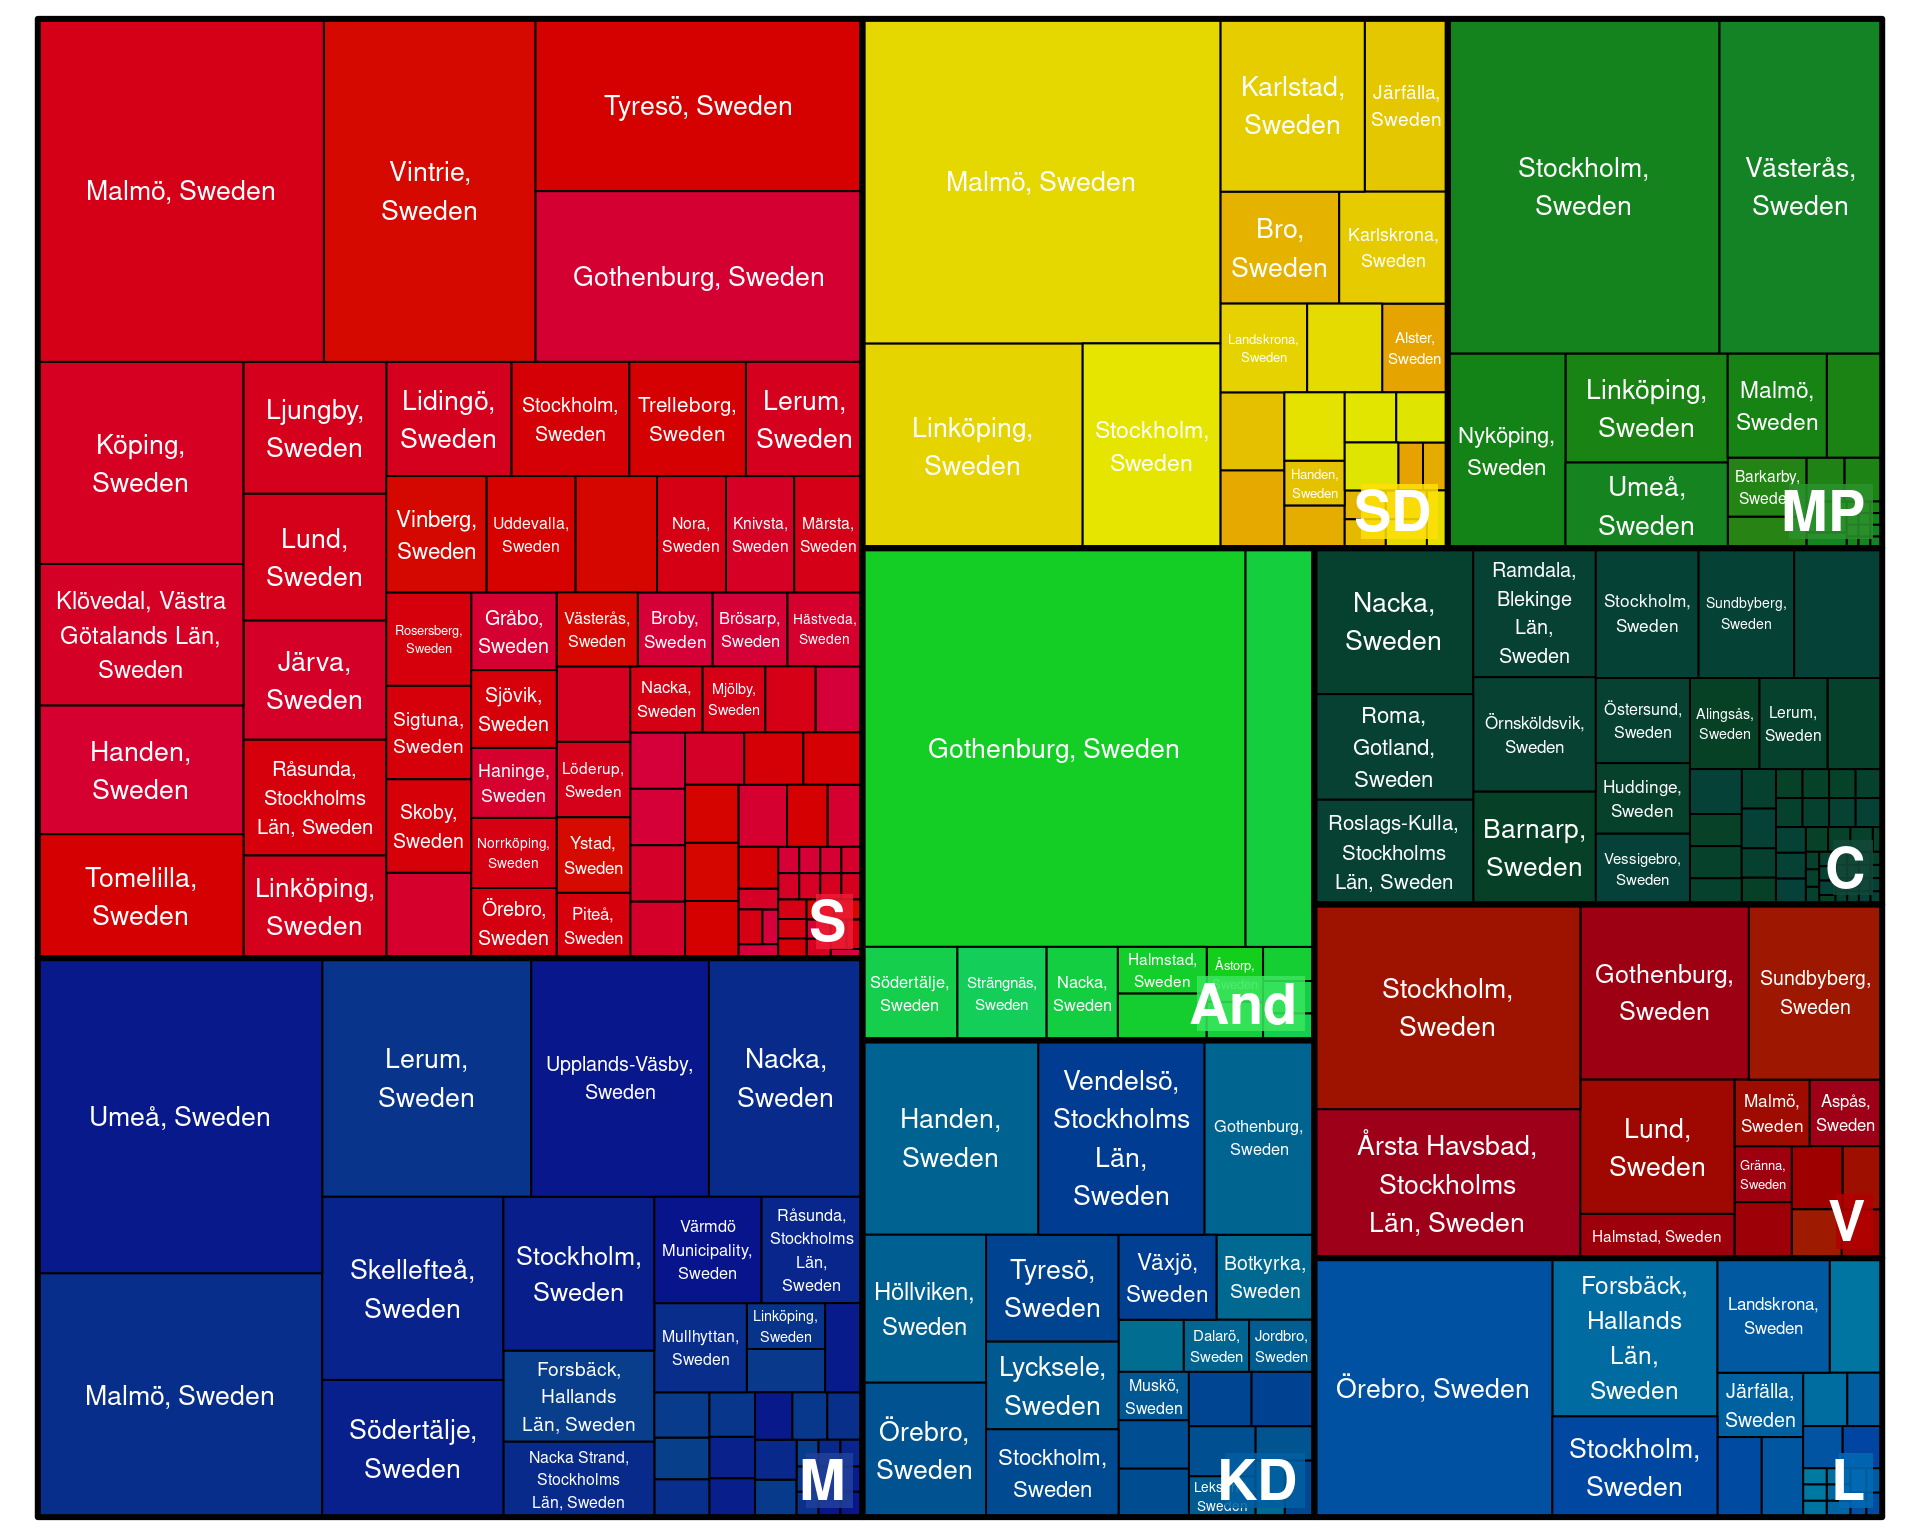 Malmö, Sweden
Vintrie,
Sweden
Tyresö, Sweden
Gothenburg, Sweden
Köping,
Sweden
Klövedal, Västra
Götalands Län,
Sweden
Handen,
Sweden
Tomelilla,
Sweden
Ljungby,
Sweden
Lund,
Sweden
Järva,
Sweden
Råsunda,
Stockholms
Län, Sweden
Linköping,
Sweden
Lidingö,
Sweden
Stockholm,
Sweden
Trelleborg,
Sweden
Lerum,
Sweden
Vinberg,
Sweden
Uddevalla,
Sweden
Nora,
Sweden
Knivsta,
Sweden
Märsta,
Sweden
Rosersberg,
Sweden
Sigtuna,
Sweden
Skoby,
Sweden
Gråbo,
Sweden
Sjövik,
Sweden
Haninge,
Sweden
Norrköping,
Sweden
Örebro,
Sweden
Västerås,
Sweden
Broby,
Sweden
Brösarp,
Sweden
Hästveda,
Sweden
Löderup,
Sweden
Ystad,
Sweden
Piteå,
Sweden
Nacka,
Sweden
Mjölby,
Sweden
S
Umeå, Sweden
Malmö, Sweden
Lerum,
Sweden
Upplands-Väsby,
Sweden
Nacka,
Sweden
Skellefteå,
Sweden
Södertälje,
Sweden
Stockholm,
Sweden
Forsbäck,
Hallands
Län, Sweden
Nacka Strand,
Stockholms
Län, Sweden
Värmdö
Municipality,
Sweden
Råsunda,
Stockholms
Län,
Sweden
Mullhyttan,
Sweden
Linköping,
Sweden
M
Malmö, Sweden
Linköping,
Sweden
Stockholm,
Sweden
Karlstad,
Sweden
Järfälla,
Sweden
Bro,
Sweden
Karlskrona,
Sweden
Landskrona,
Sweden
Alster,
Sweden
Handen,
Sweden
SD
Stockholm,
Sweden
Västerås,
Sweden
Nyköping,
Sweden
Linköping,
Sweden
Umeå,
Sweden
Malmö,
Sweden
Barkarby,
Sweden
MP
Gothenburg, Sweden
Södertälje,
Sweden
Strängnäs,
Sweden
Nacka,
Sweden
Halmstad,
Sweden
Åstorp,
Sweden
And
Nacka,
Sweden
Roma,
Gotland,
Sweden
Roslags-Kulla,
Stockholms
Län, Sweden
Ramdala,
Blekinge
Län,
Sweden
Örnsköldsvik,
Sweden
Barnarp,
Sweden
Stockholm,
Sweden
Sundbyberg,
Sweden
Östersund,
Sweden
Huddinge,
Sweden
Vessigebro,
Sweden
Alingsås,
Sweden
Lerum,
Sweden
C
Handen,
Sweden
Vendelsö,
Stockholms
Län,
Sweden
Gothenburg,
Sweden
Höllviken,
Sweden
Örebro,
Sweden
Tyresö,
Sweden
Lycksele,
Sweden
Stockholm,
Sweden
Växjö,
Sweden
Botkyrka,
Sweden
Dalarö,
Sweden
Jordbro,
Sweden
Muskö,
Sweden
Sweden
KD
Stockholm,
Sweden
Årsta Havsbad,
Stockholms
Län, Sweden
Gothenburg,
Sweden
Sundbyberg,
Sweden
Lund,
Sweden
Halmstad, Sweden
Malmö,
Sweden
Aspås,
Sweden
Gränna,
Sweden
V
Örebro, Sweden
Forsbäck,
Hallands
Län,
Sweden
Stockholm,
Sweden
Landskrona,
Sweden
Järfälla,
Sweden
L